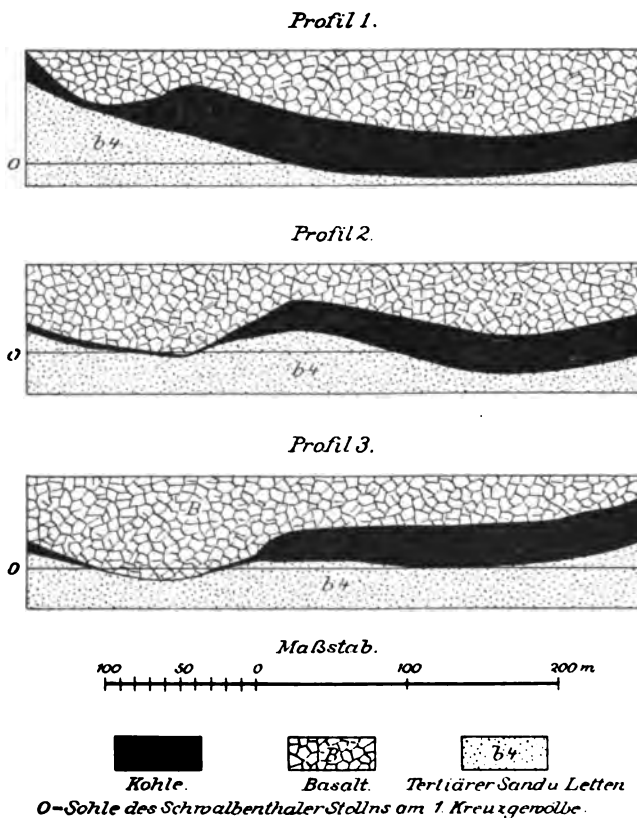 Profil 1.
B
b4
0
Profil 2.
B
0
b4
Profil 3.
B
0
b4
Maßstab.
100 50 0 100 200 m
B b4
Kohle. Basalt. Tertiärer Sand u Letten
0=Sohle des Schwalbenthaler Stollns am 1. Kreuzgewölbe.